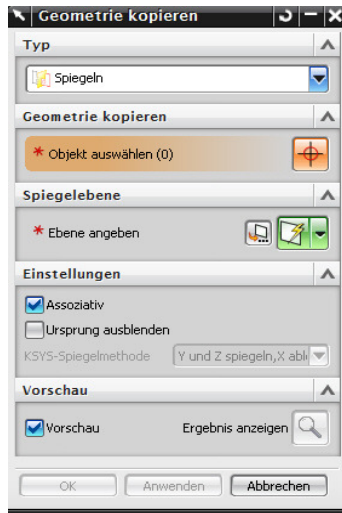 Geometrie kopieren
Typ
Spiegeln
Geometrie kopieren
* Objekt auswählen (0)
Spiegelebene
* Ebene angeben
Einstellungen
Assoziativ
Ursprung ausblenden
KSYS-Spiegelmethode Y und Z spiegeln,X able
Vorschau
Vorschau Ergebnis anzeigen
OK Anwenden Abbrechen